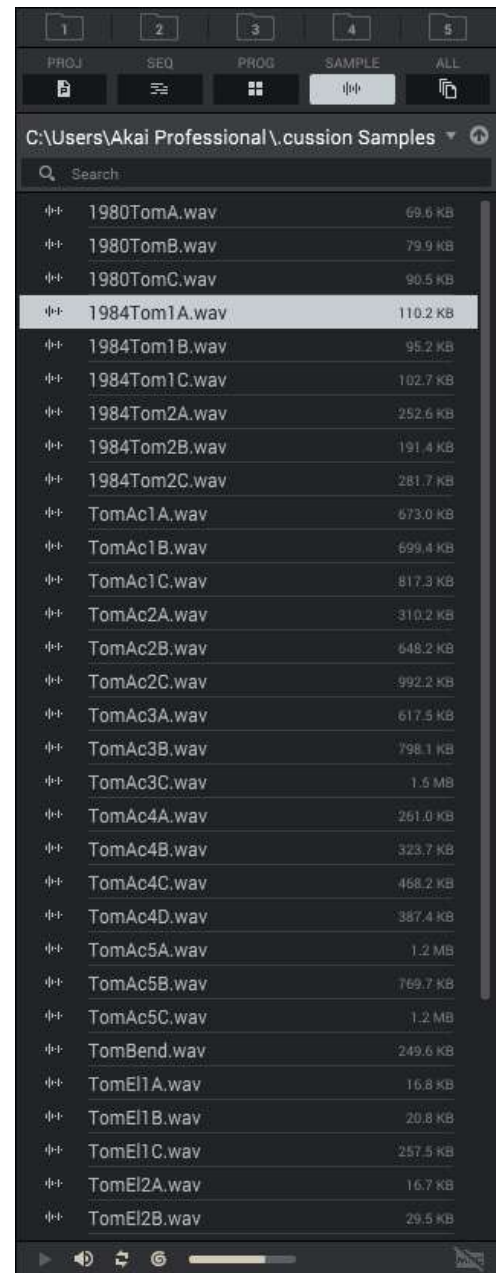 1 2 3 4 5
PROJ SEQ PROG SAMPLE ALL
C:\Users\Akai Professional\.cussion Samples
Search
1980TomA.wav 69.6 KB
1980TomB.wav 79.9 KB
1980TomC.wav 90.5 KB
1984Tom1A.wav 110.2 KB
1984Tom1B.wav 95.2 KB
1984Tom1C.wav 102.7 KB
1984Tom2A.wav 252.6 KB
1984Tom2B.wav 191.4 KB
1984Tom2C.wav 281.7 KB
TomAc1A.wav 673.0 KB
TomAc1B.wav 699.4 KB
TomAc1C.wav 817.3 KB
TomAc2A.wav 310.2 KB
TomAc2B.wav 648.2 KB
TomAc2C.wav 992.2 KB
TomAc3A.wav 617.5 KB
TomAc3B.wav 798.1 KB
TomAc3C.wav 1.5 MB
TomAc4A.wav 261.0 KB
TomAc4B.wav 323.7 KB
TomAc4C.wav 468.2 KB
TomAc4D.wav 387.4 KB
TomAc5A.wav 1.2 MB
TomAc5B.wav 769.7 KB
TomAc5C.wav 1.2 MB
TomBend.wav 249.6 KB
TomEl1A.wav 16.8 KB
TomEl1B.wav 20.8 KB
TomEl1C.wav 257.5 KB
TomEl2A.wav 16.7 KB
TomEl2B.wav 29.5 KB